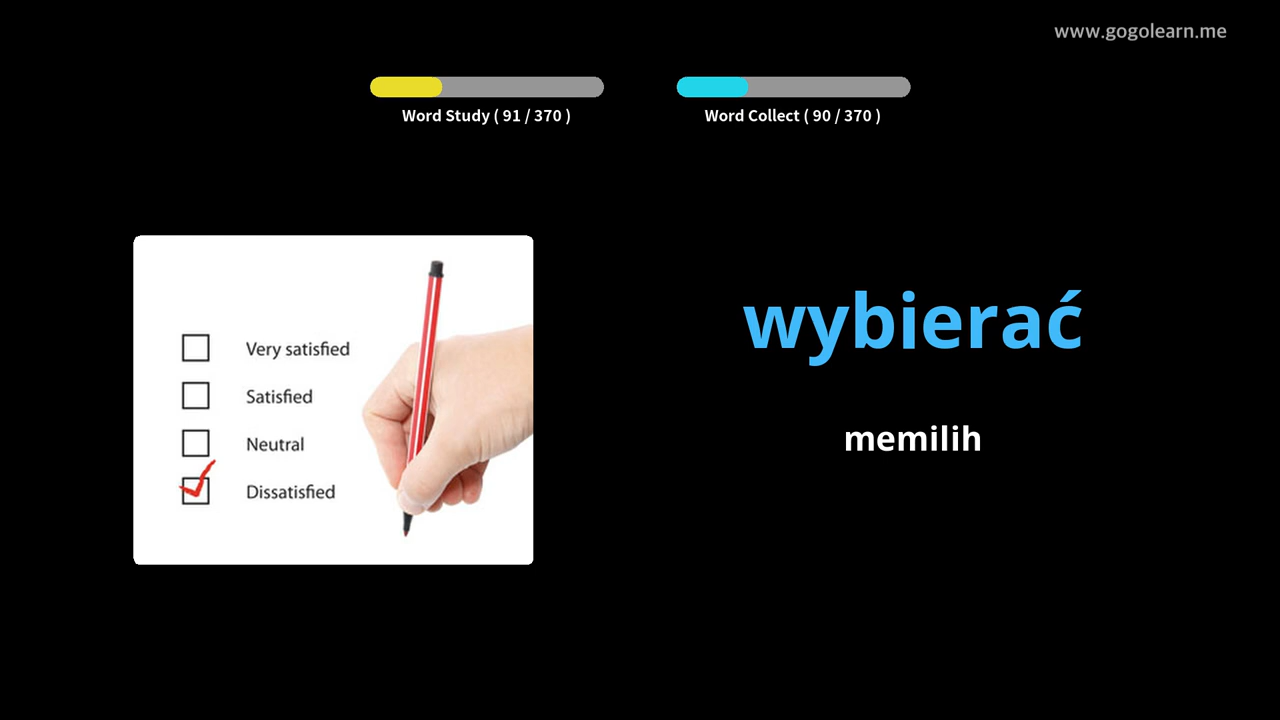 www.gogolearn.me
Word Study ( 91 / 370 )
Word Collect ( 90 / 370 )
Very satisfied
Satisfied
Neutral
Dissatisfied
wybierać
memilih